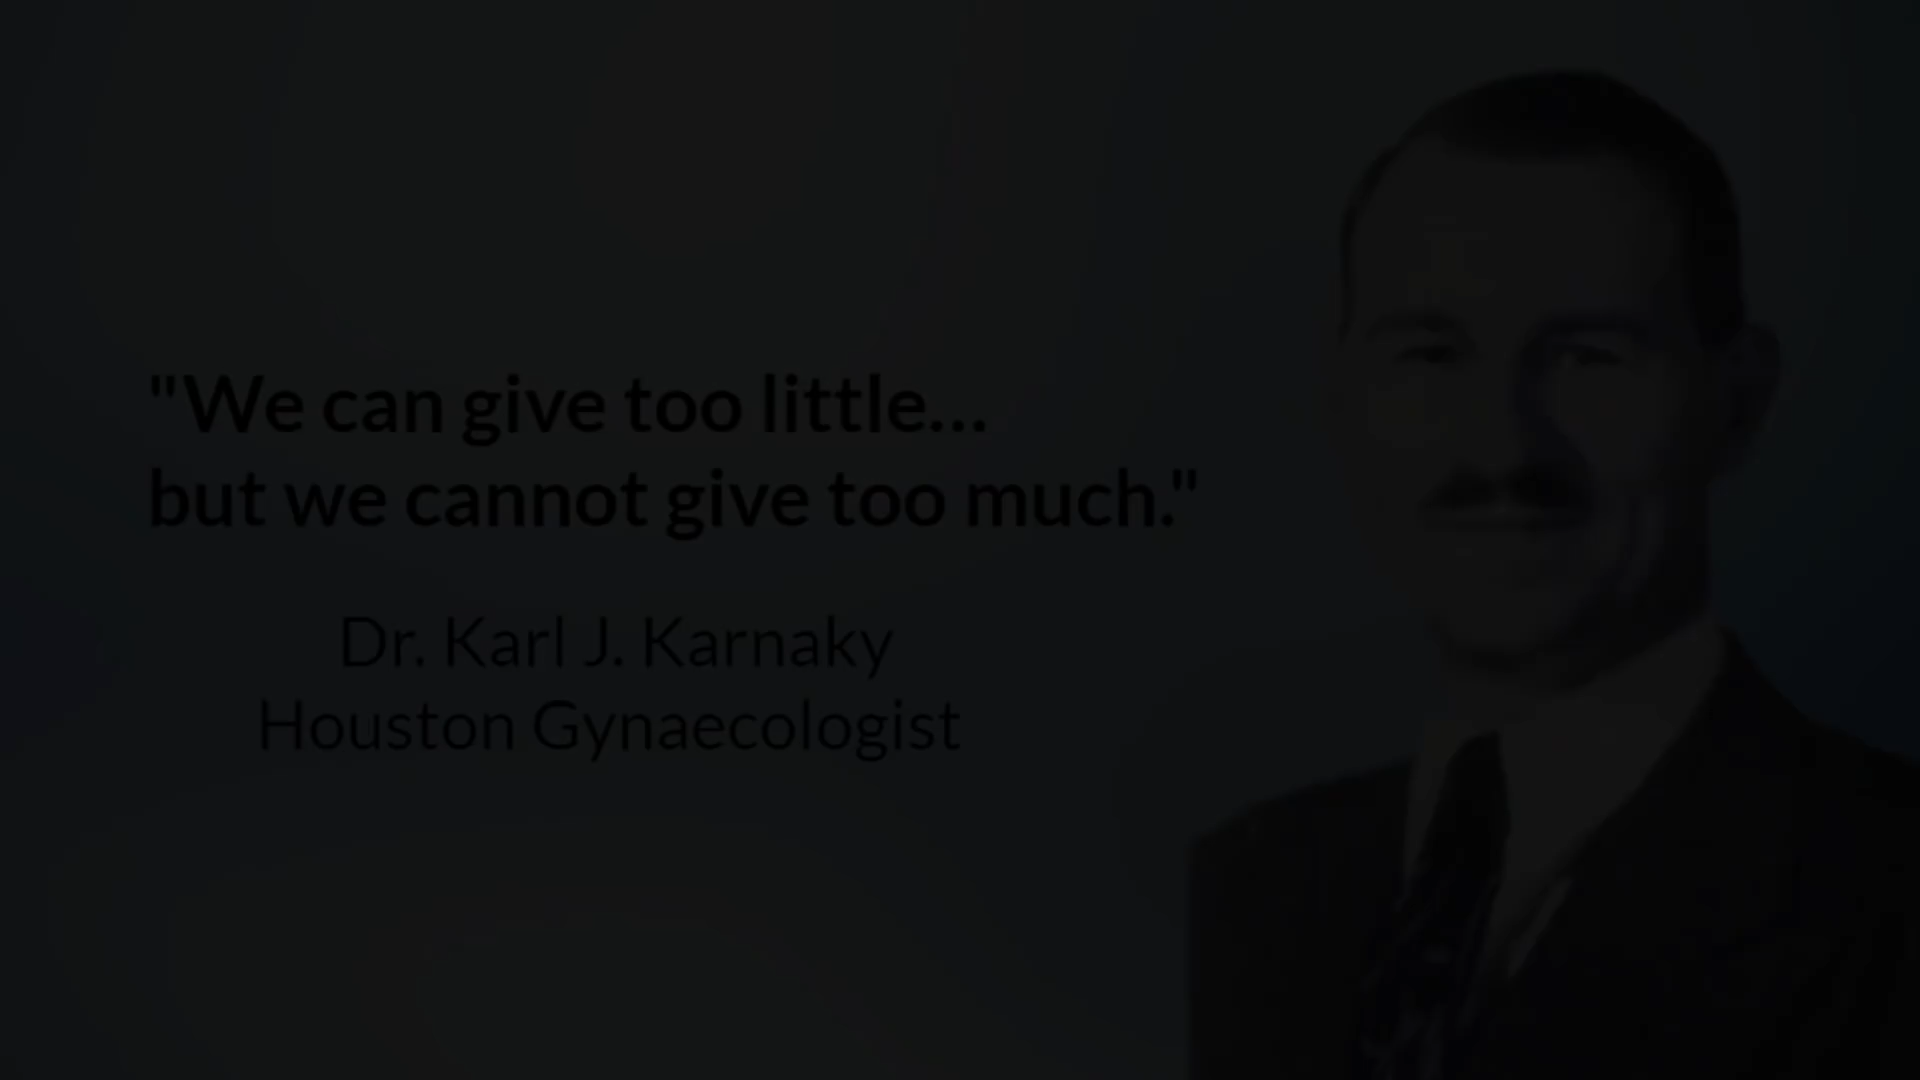 "We can give too little...
but we cannot give too much."
Dr. Karl J. Karnaky
Houston Gynaecologist